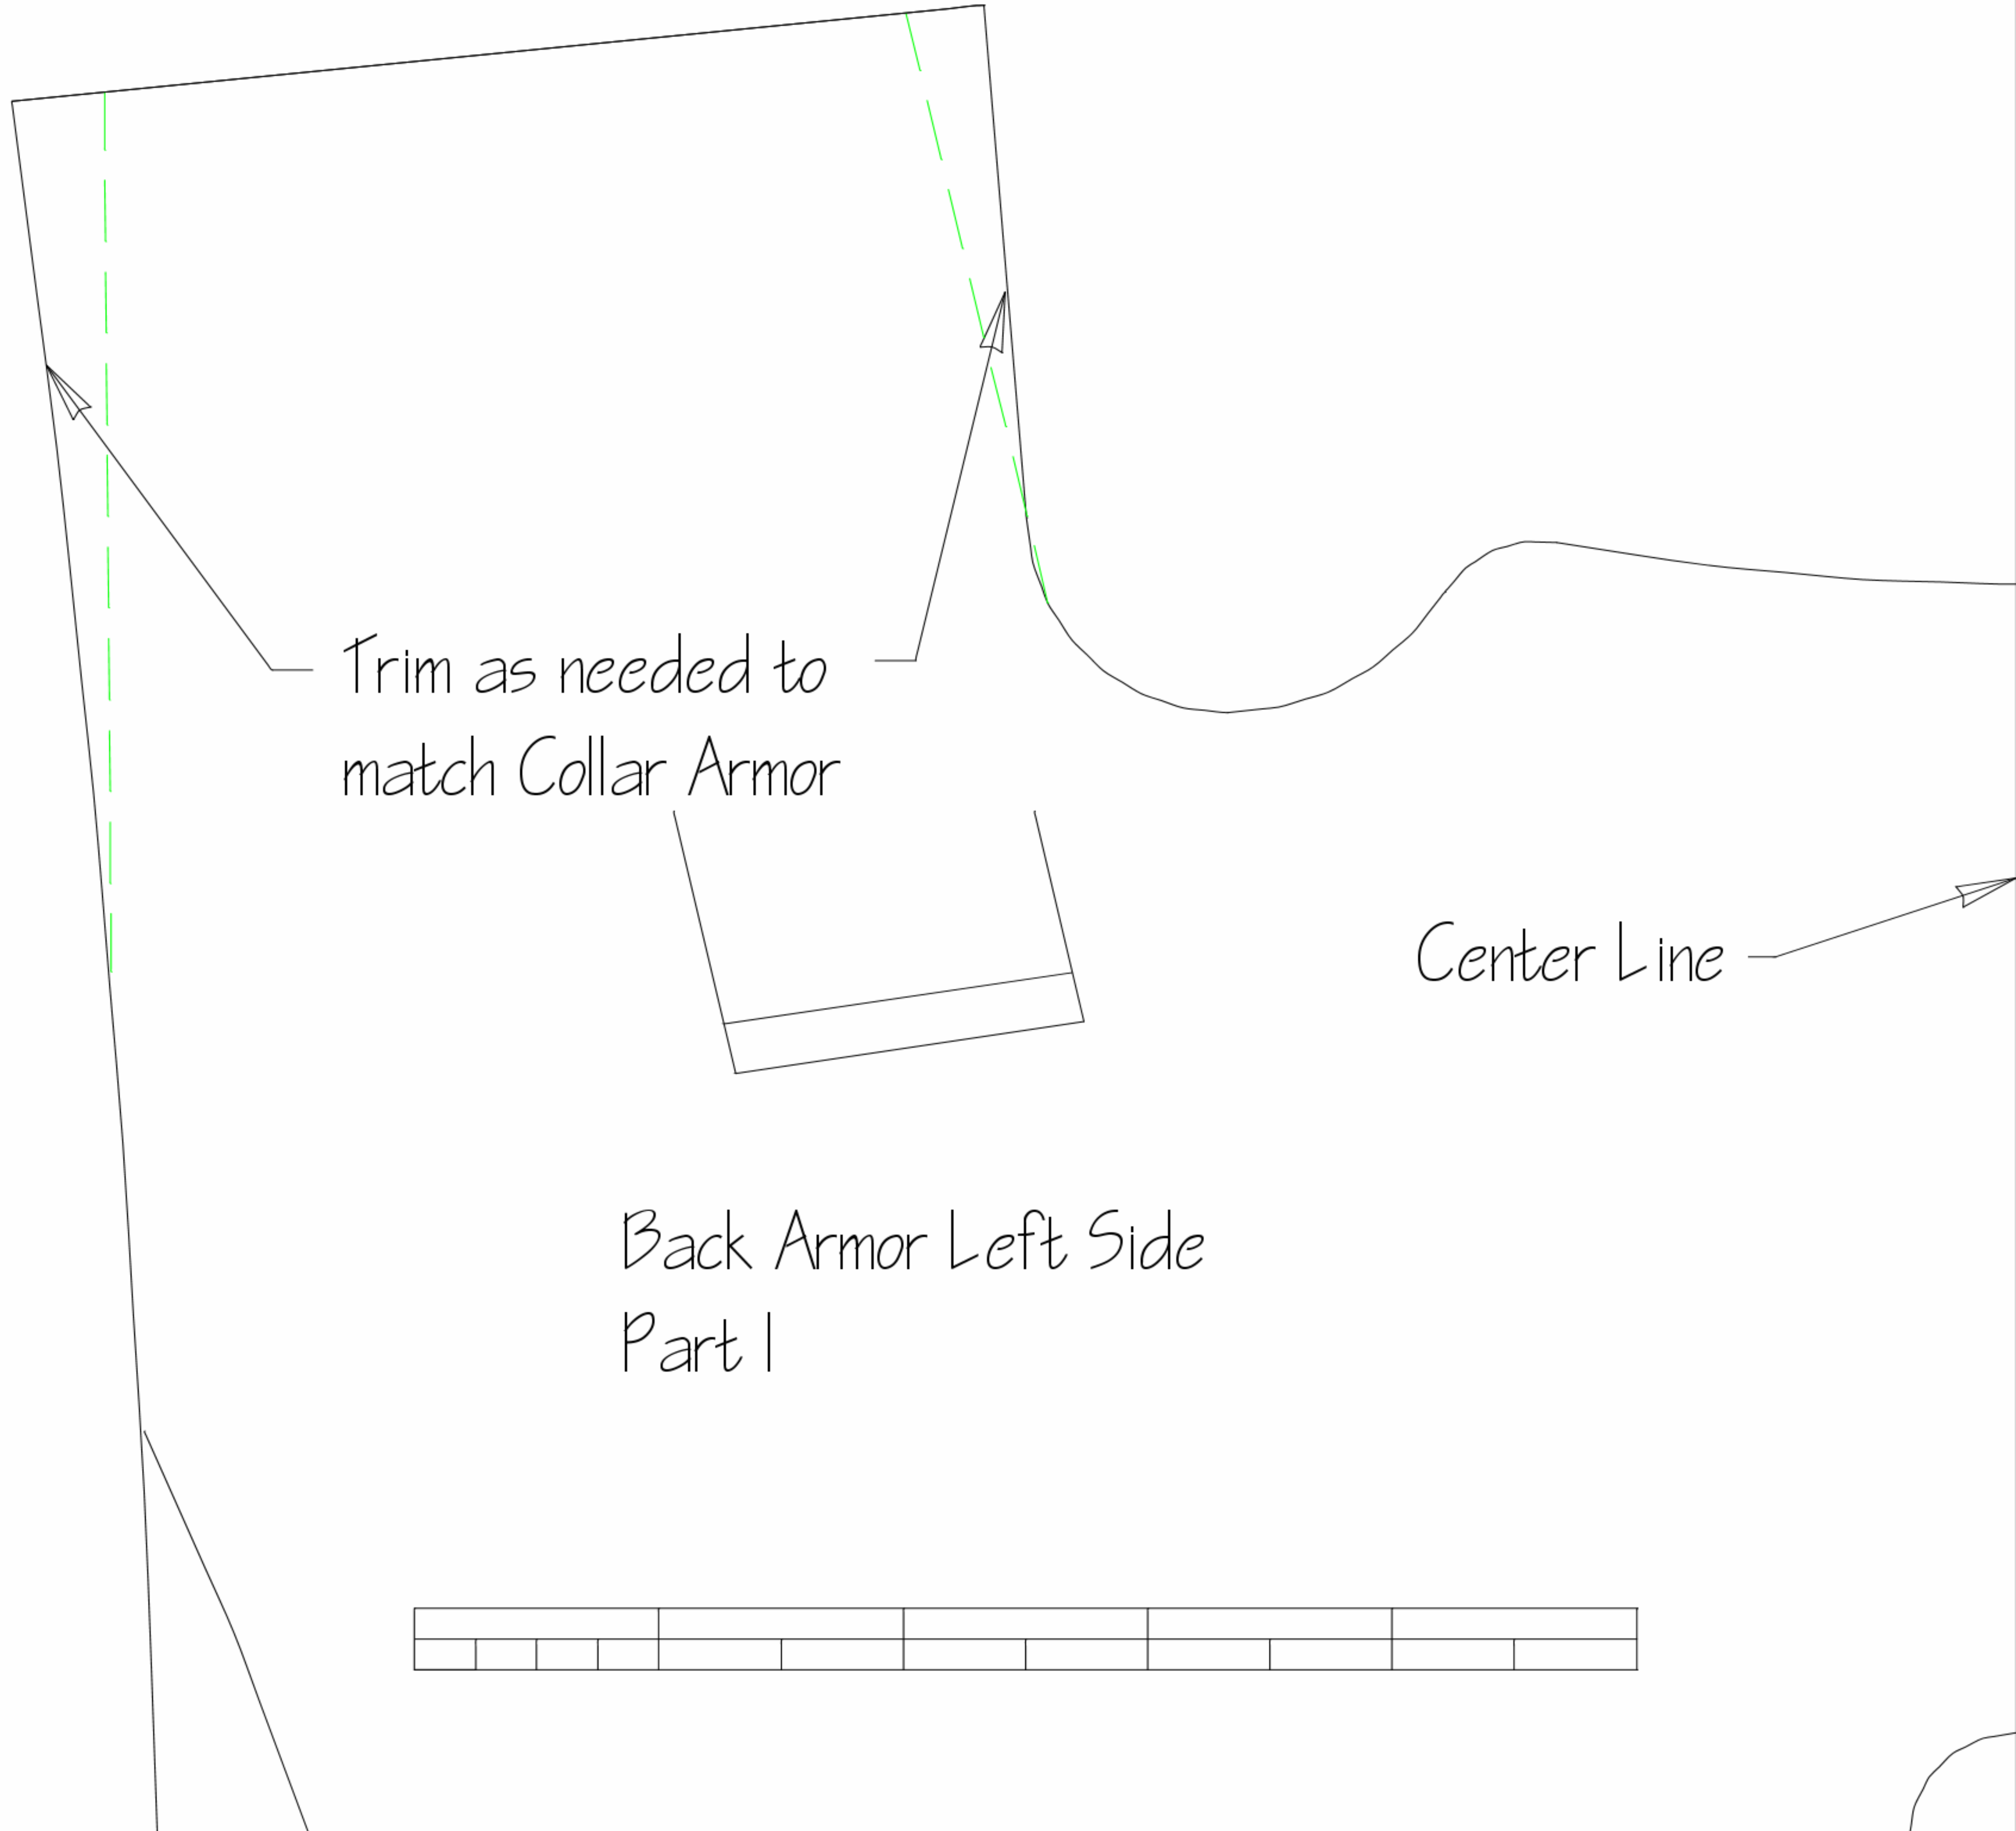 Trim as needed to
match Collar Armor
Center Line
Back Armor Left Side
Part 1